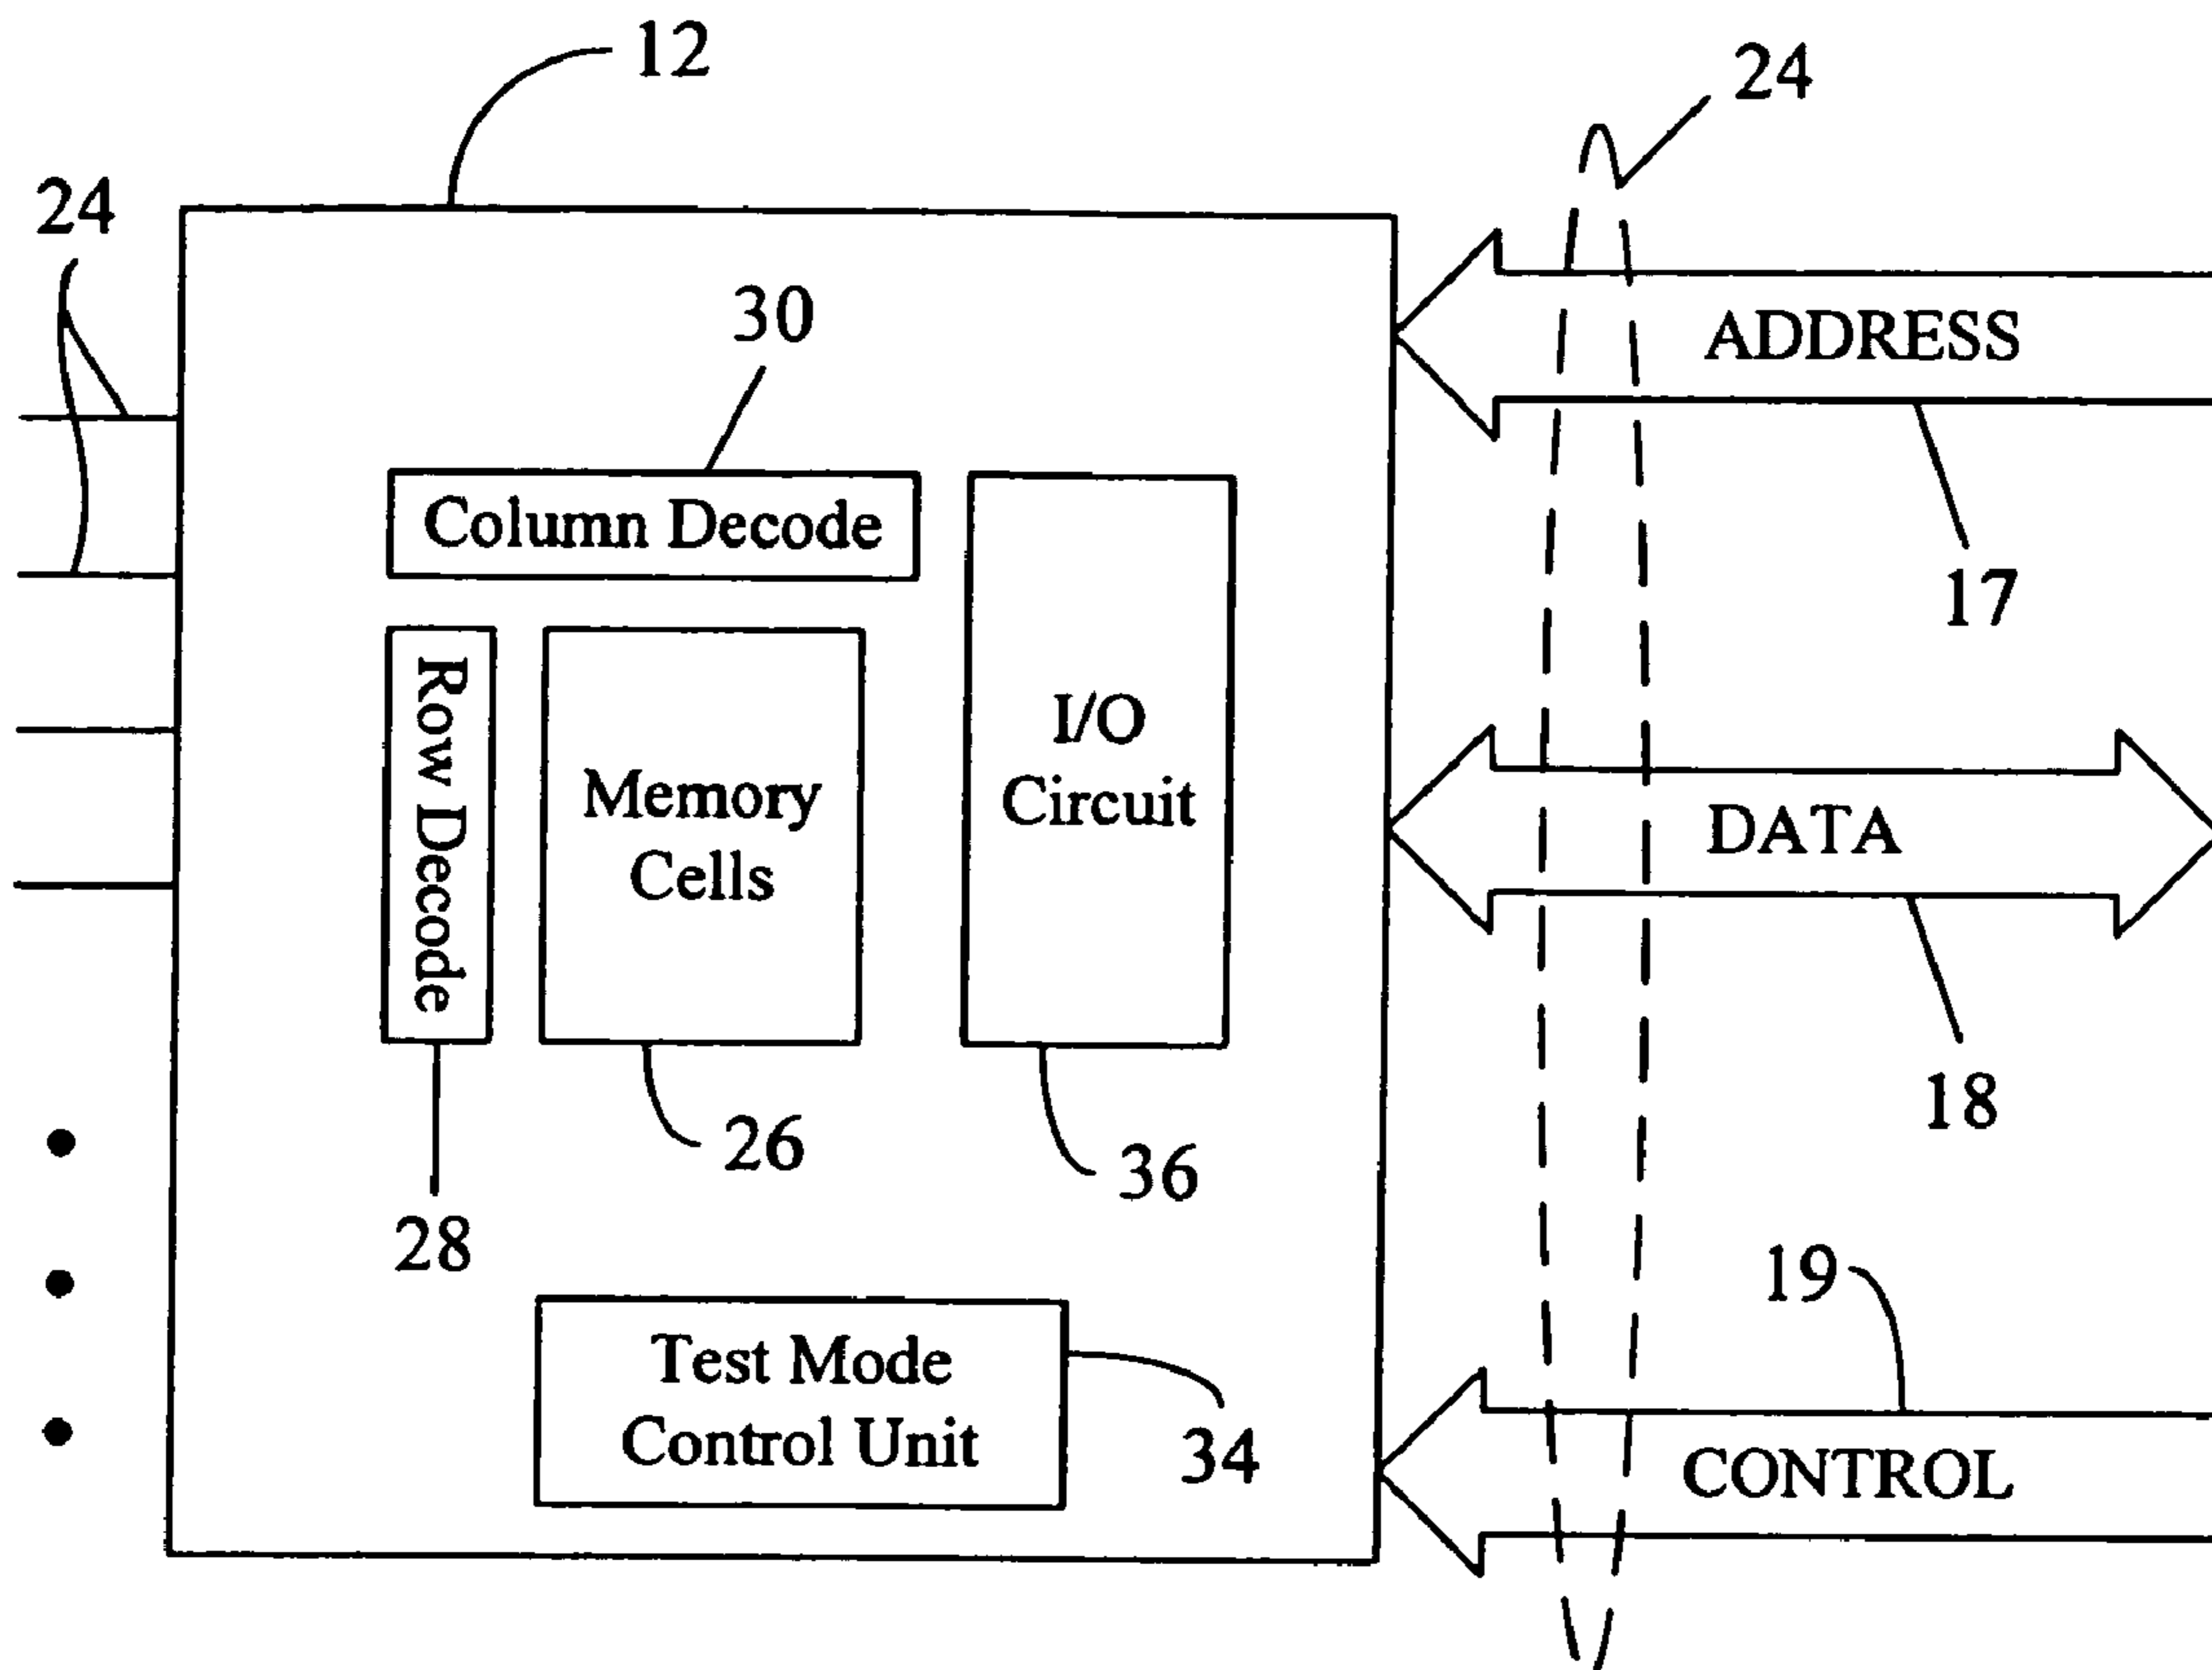 12
24
24
30
ADDRESS
17
Column Decode
Row Decode
Memory
Cells
I/O
Circuit
DATA
18
26
36
28
19
Test Mode
Control Unit
34
CONTROL